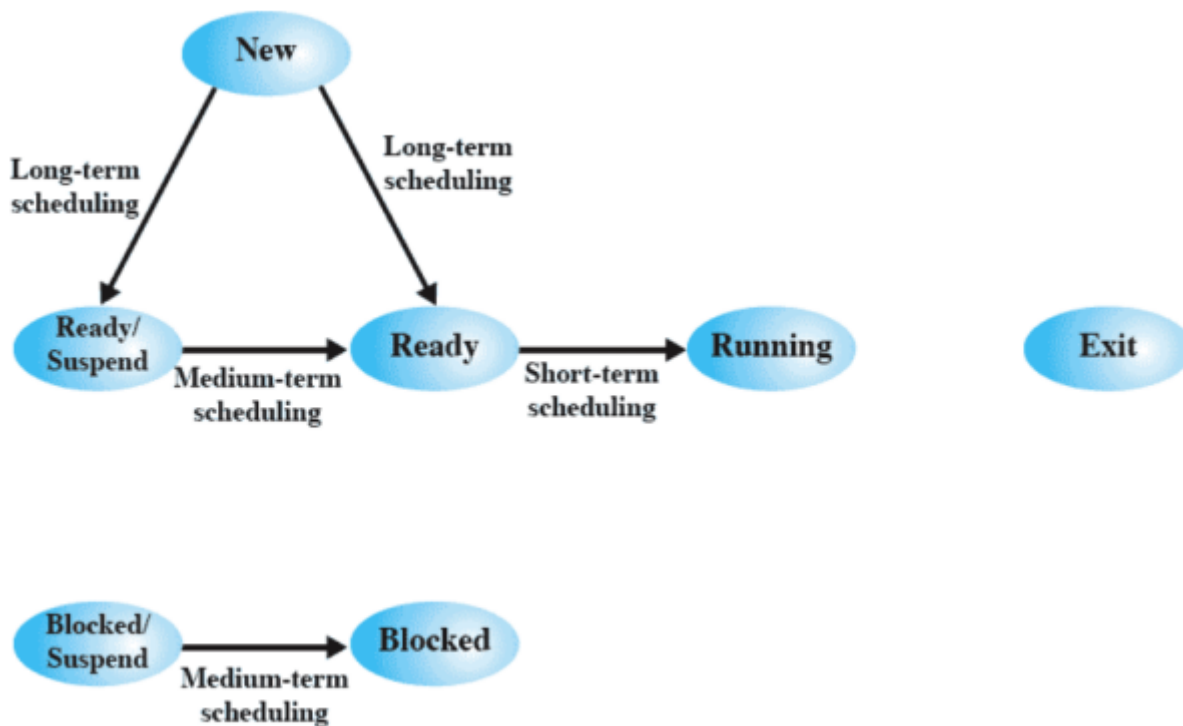 New
Long-term
scheduling
Long-term
scheduling
Ready/
Suspend
Medium-term
scheduling
Ready
Short-term
scheduling
Running
Exit
Blocked/
Suspend
Medium-term
scheduling
Blocked